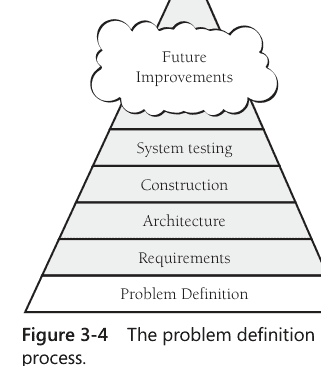 Future
Improvements
System testing
Construction
Architecture
Requirements
Problem Definition
Figure 3-4 The problem definition
process.